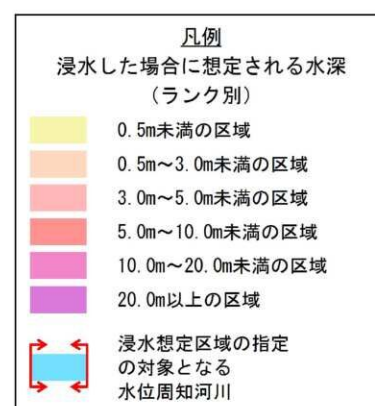 凡例
浸水した場合に想定される水深
(ランク別)
0.5m未満の区域
0.5m～3.0m未満の区域
3.0m～5.0m未満の区域
5.0m～10.0m未満の区域
10.0m～20.0m未満の区域
20.0m以上の区域
浸水想定区域の指定
の対象となる
水位周知河川